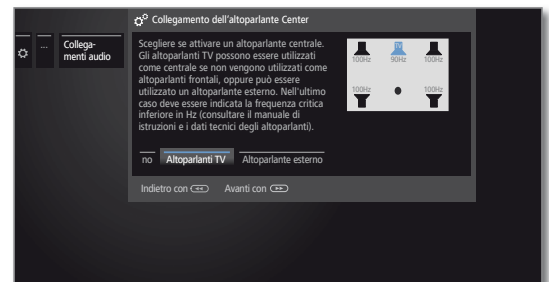 Collegamento dell'altoparlante Center
...
Collega-
menti audio
Scegliere se attivare un altoparlante centrale.
Gli altoparlanti TV possono essere utilizzati
come centrale se non vengono utilizzati come
altoparlanti frontali, oppure può essere
utilizzato un altoparlante esterno. Nell'ultimo
caso deve essere indicata la frequenza critica
inferiore in Hz (consultare il manuale di
istruzioni e i dati tecnici degli altoparlanti).
TV
100Hz 90Hz 100Hz
100Hz 100Hz
no Altoparlanti TV Altoparlante esterno
Indietro con Avanti con